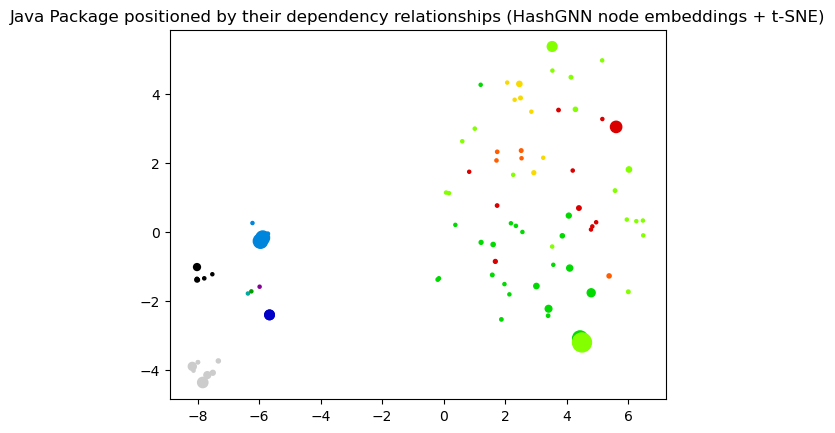 Java Package positioned by their dependency relationships (HashGNN node embeddings + t-SNE)
4
2
0
−2
−4
−8 −6 −4 −2 0 2 4 6